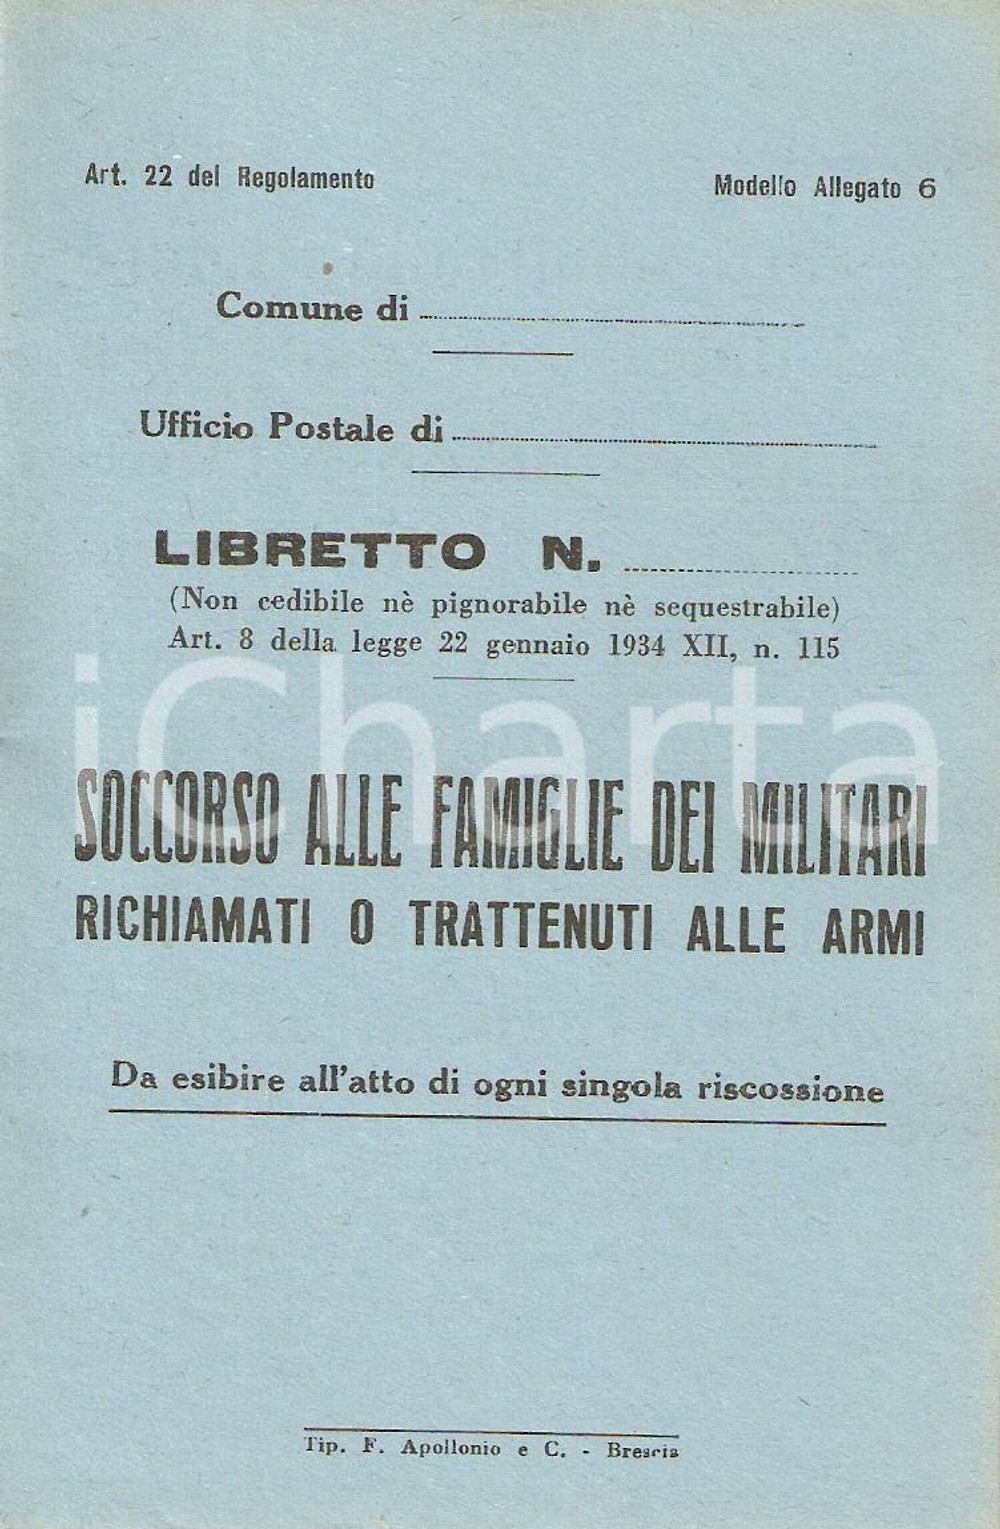 Art. 22 del Regolamento
Modello Allegato 6
Comune di
Ufficio Postale di
LIBRETTO N.
(Non cedibile nè pignorabile nè sequestrabile)
Art. 8 della legge 22 gennaio 1934 XII, n. 115
iCharta
SOCCORSO ALLE FAMIGLIE DEI MILITARI
RICHIAMATI O TRATTENUTI ALLE ARMI
Da esibire all'atto di ogni singola riscossione
Tip. F. Apollonio e C. - Brescia